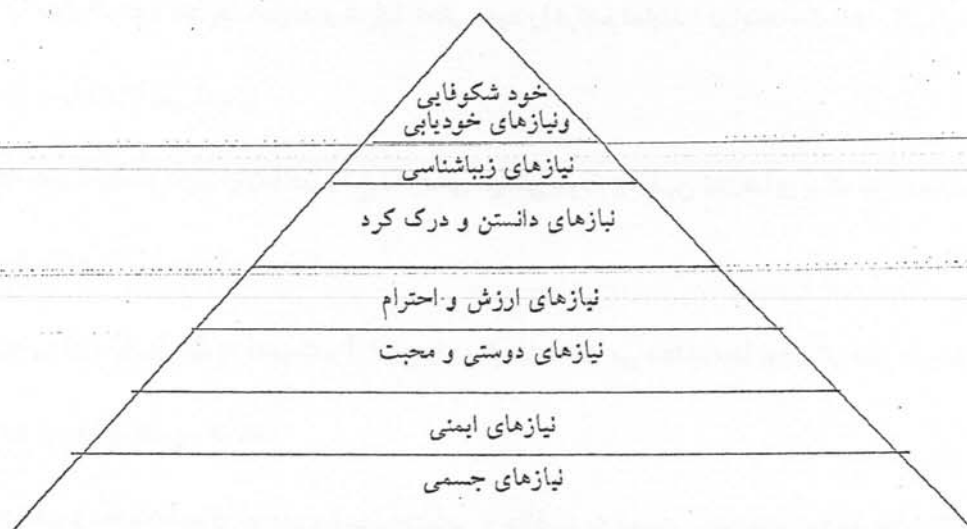 خود شکوفایی
ونیازهای خودیابی
نیازهای زیباشناسی
نیازهای دانستن و درک کرد
نیازهای ارزش و احترام
نیازهای دوستی و محبت
نیازهای ایمنی
نیازهای جسمی